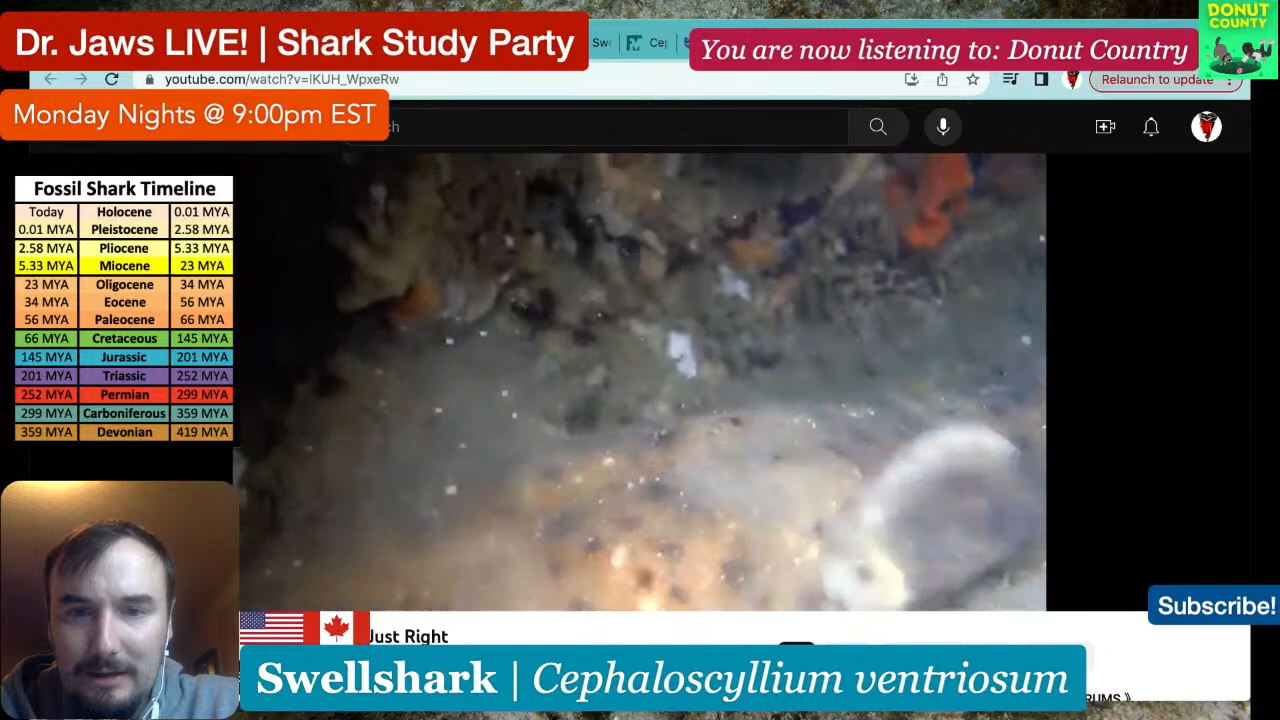 Dr. Jaws LIVE! | Shark Study Party
You are now listening to: Donut Country
DONUT
COUNTY
youtube.com/watch?v=IKUH_WpxeRw
Relaunch to update
Monday Nights @ 9:00pm EST
Fossil Shark Timeline
Today Holocene 0.01 MYA
0.01 MYA Pleistocene 2.58 MYA
2.58 MYA Pliocene 5.33 MYA
5.33 MYA Miocene 23 MYA
23 MYA Oligocene 34 MYA
34 MYA Eocene 56 MYA
56 MYA Paleocene 66 MYA
66 MYA Cretaceous 145 MYA
145 MYA Jurassic 201 MYA
201 MYA Triassic 252 MYA
252 MYA Permian 299 MYA
299 MYA Carboniferous 359 MYA
359 MYA Devonian 419 MYA
Subscribe!
Just Right
Swellshark | Cephaloscyllium ventriosum